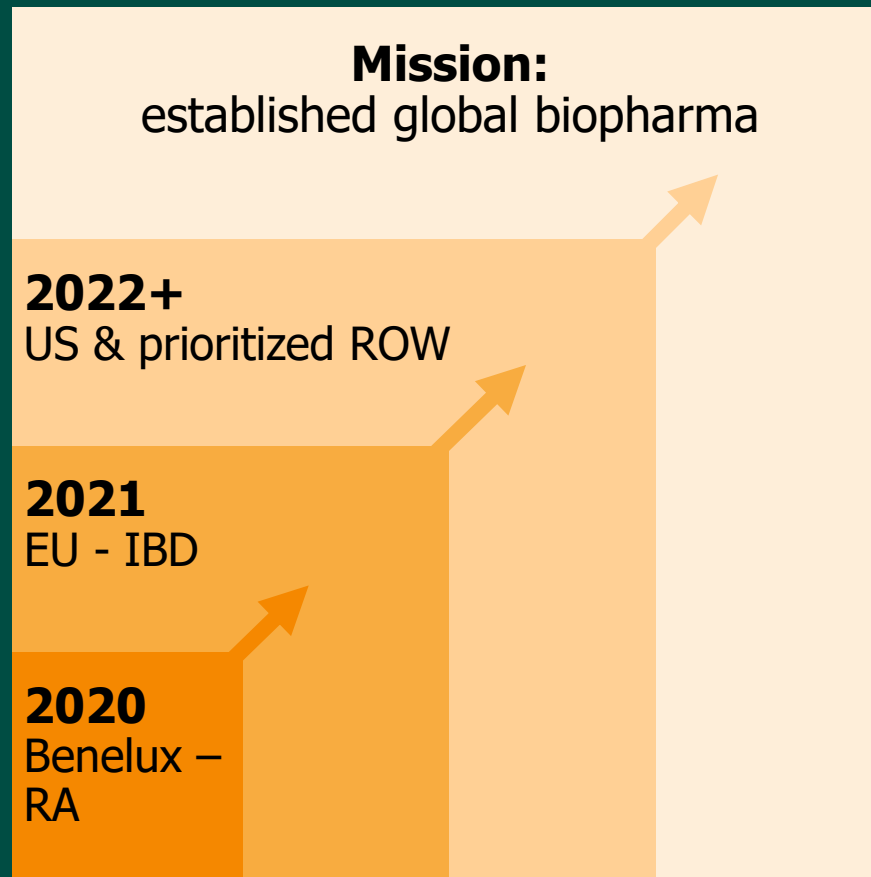 Mission:
established global biopharma
2022+
US & prioritized ROW
2021
EU - IBD
2020
Benelux –
RA